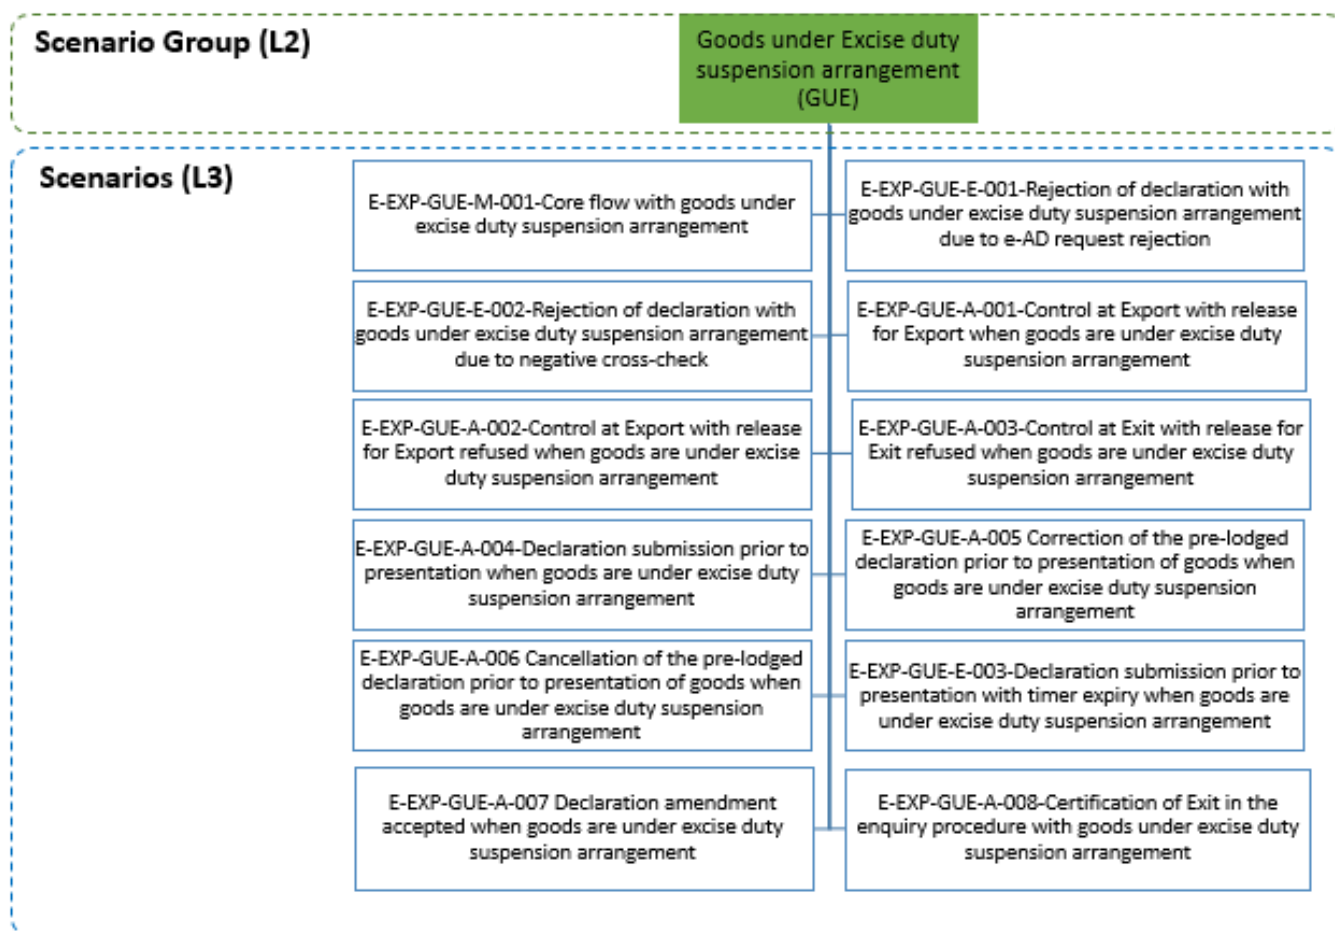 Scenario Group (L2)
Goods under Excise duty
suspension arrangement
(GUE)
Scenarios (L3)
E-EXP-GUE-M-001-Core flow with goods under
excise duty suspension arrangement
E-EXP-GUE-E-001-Rejection of declaration with
goods under excise duty suspension arrangement
due to e-AD request rejection
E-EXP-GUE-E-002-Rejection of declaration with
goods under excise duty suspension arrangement
due to negative cross-check
E-EXP-GUE-A-001-Control at Export with release
for Export when goods are under excise duty
suspension arrangement
E-EXP-GUE-A-002-Control at Export with release
for Export refused when goods are under excise
duty suspension arrangement
E-EXP-GUE-A-003-Control at Exit with release for
Exit refused when goods are under excise duty
suspension arrangement
E-EXP-GUE-A-004-Declaration submission prior to
presentation when goods are under excise duty
suspension arrangement
E-EXP-GUE-A-005 Correction of the pre-lodged
declaration prior to presentation of goods when
goods are under excise duty suspension
arrangement
E-EXP-GUE-A-006 Cancellation of the pre-lodged
declaration prior to presentation of goods when
goods are under excise duty suspension
arrangement
E-EXP-GUE-E-003-Declaration submission prior to
presentation with timer expiry when goods are
under excise duty suspension arrangement
E-EXP-GUE-A-007 Declaration amendment
accepted when goods are under excise duty
suspension arrangement
E-EXP-GUE-A-008-Certification of Exit in the
enquiry procedure with goods under excise duty
suspension arrangement